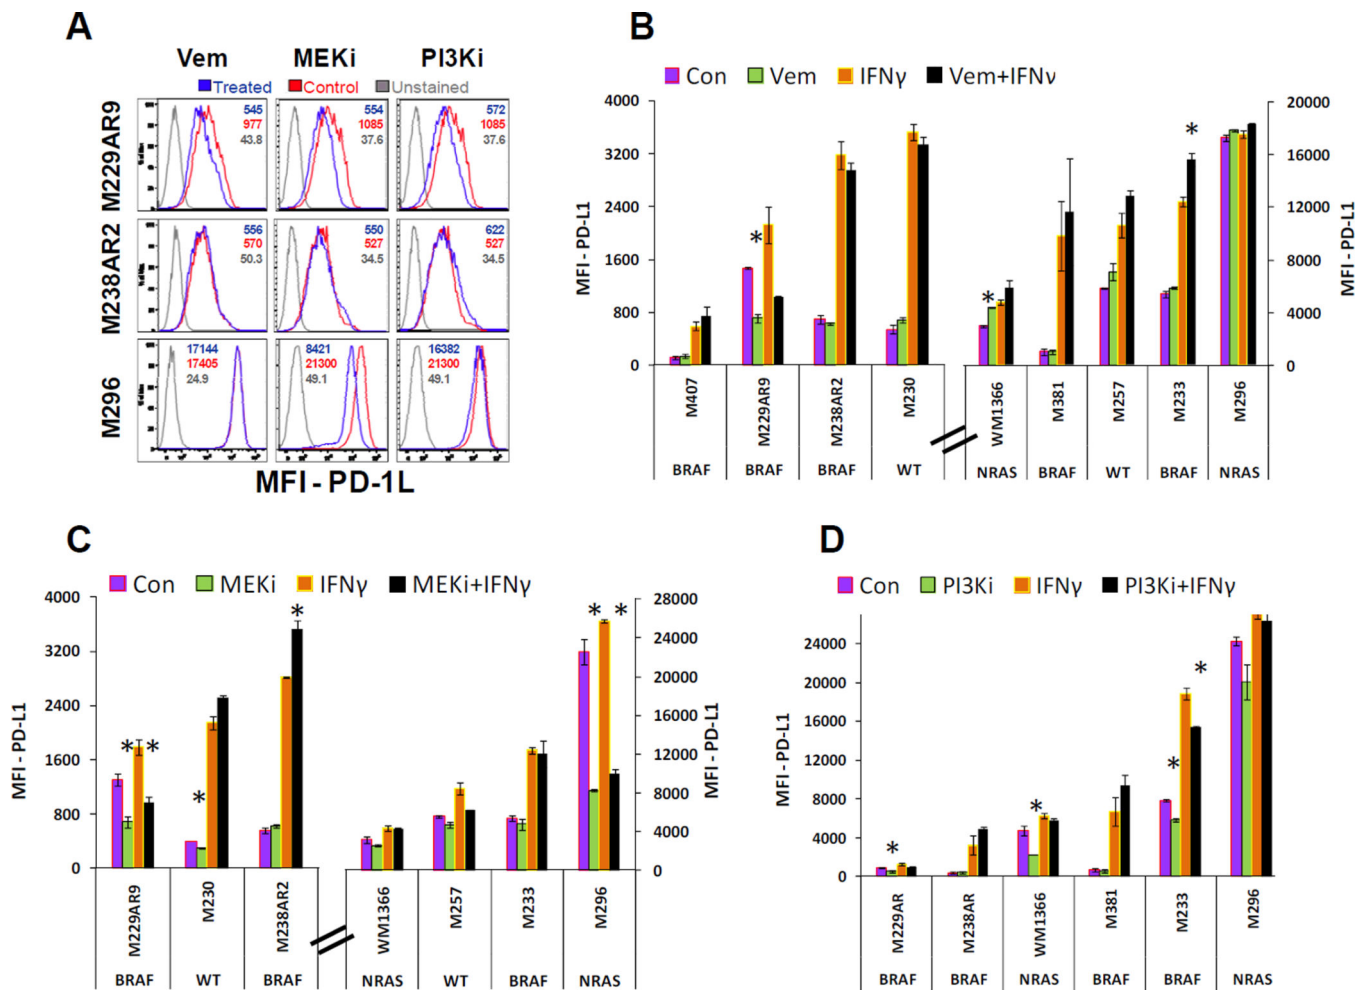 A
Vem MEKi PI3Ki
Treated Control Unstained
M229AR9
545
977
43.8
554
1085
37.6
572
1085
37.6
M238AR2
556
570
50.3
550
527
34.5
622
527
34.5
M296
17144
17405
24.9
8421
21300
49.1
16382
21300
49.1
MFI - PD-1L
B
Con Vem IFNγ Vem+IFNγ
MFI - PD-L1
4000
3200
2400
1600
800
0
20000
16000
12000
8000
4000
0
MFI - PD-L1
* * *
M407 M229AR9 M238AR2 M230 WM1366 M381 M257 M233 M296
BRAF BRAF BRAF WT NRAS BRAF WT BRAF NRAS
C
Con MEKi IFNγ MEKi+IFNγ
MFI - PD-L1
4000
3200
2400
1600
800
0
28000
24000
20000
16000
12000
8000
4000
0
MFI - PD-L1
* * * * * *
M229AR9 M230 M238AR2 WM1366 M257 M233 M296
BRAF WT BRAF NRAS WT BRAF NRAS
D
Con PI3Ki IFNγ PI3Ki+IFNγ
MFI - PD-L1
24000
20000
16000
12000
8000
4000
0
* * * *
M229AR M238AR WM1366 M381 M233 M296
BRAF BRAF NRAS BRAF BRAF NRAS